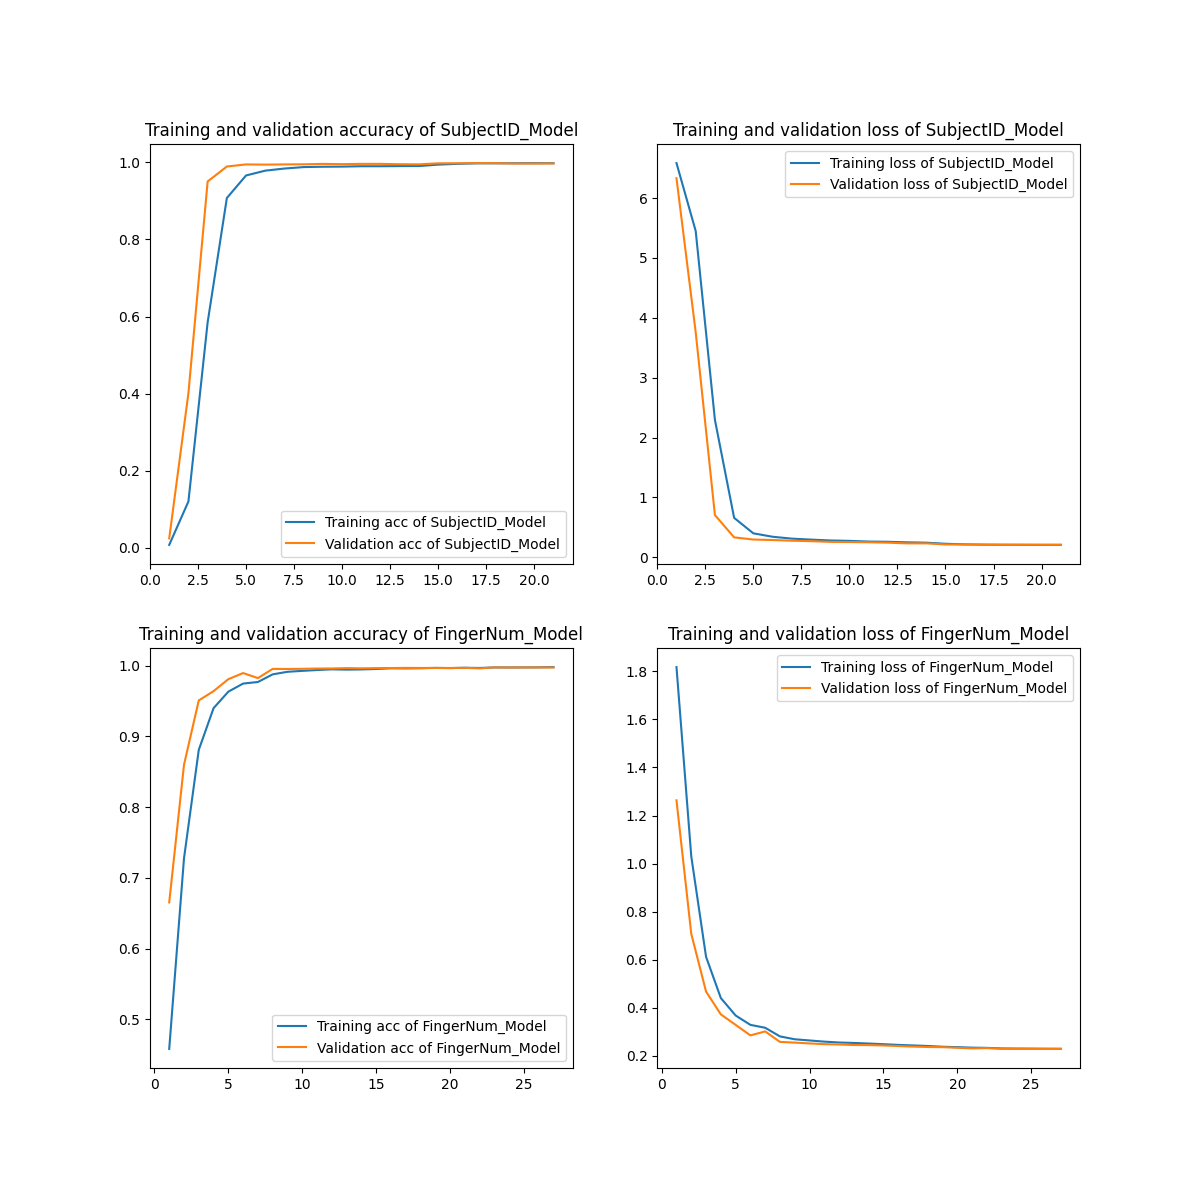 Training and validation accuracy of SubjectID_Model
1.0
0.8
0.6
0.4
0.2
0.0
Training acc of SubjectID_Model
Validation acc of SubjectID_Model
0.0 2.5 5.0 7.5 10.0 12.5 15.0 17.5 20.0
Training and validation loss of SubjectID_Model
Training loss of SubjectID_Model
Validation loss of SubjectID_Model
6
5
4
3
2
1
0
0.0 2.5 5.0 7.5 10.0 12.5 15.0 17.5 20.0
Training and validation accuracy of FingerNum_Model
1.0
0.9
0.8
0.7
0.6
0.5
Training acc of FingerNum_Model
Validation acc of FingerNum_Model
0 5 10 15 20 25
Training and validation loss of FingerNum_Model
Training loss of FingerNum_Model
Validation loss of FingerNum_Model
1.8
1.6
1.4
1.2
1.0
0.8
0.6
0.4
0.2
0 5 10 15 20 25